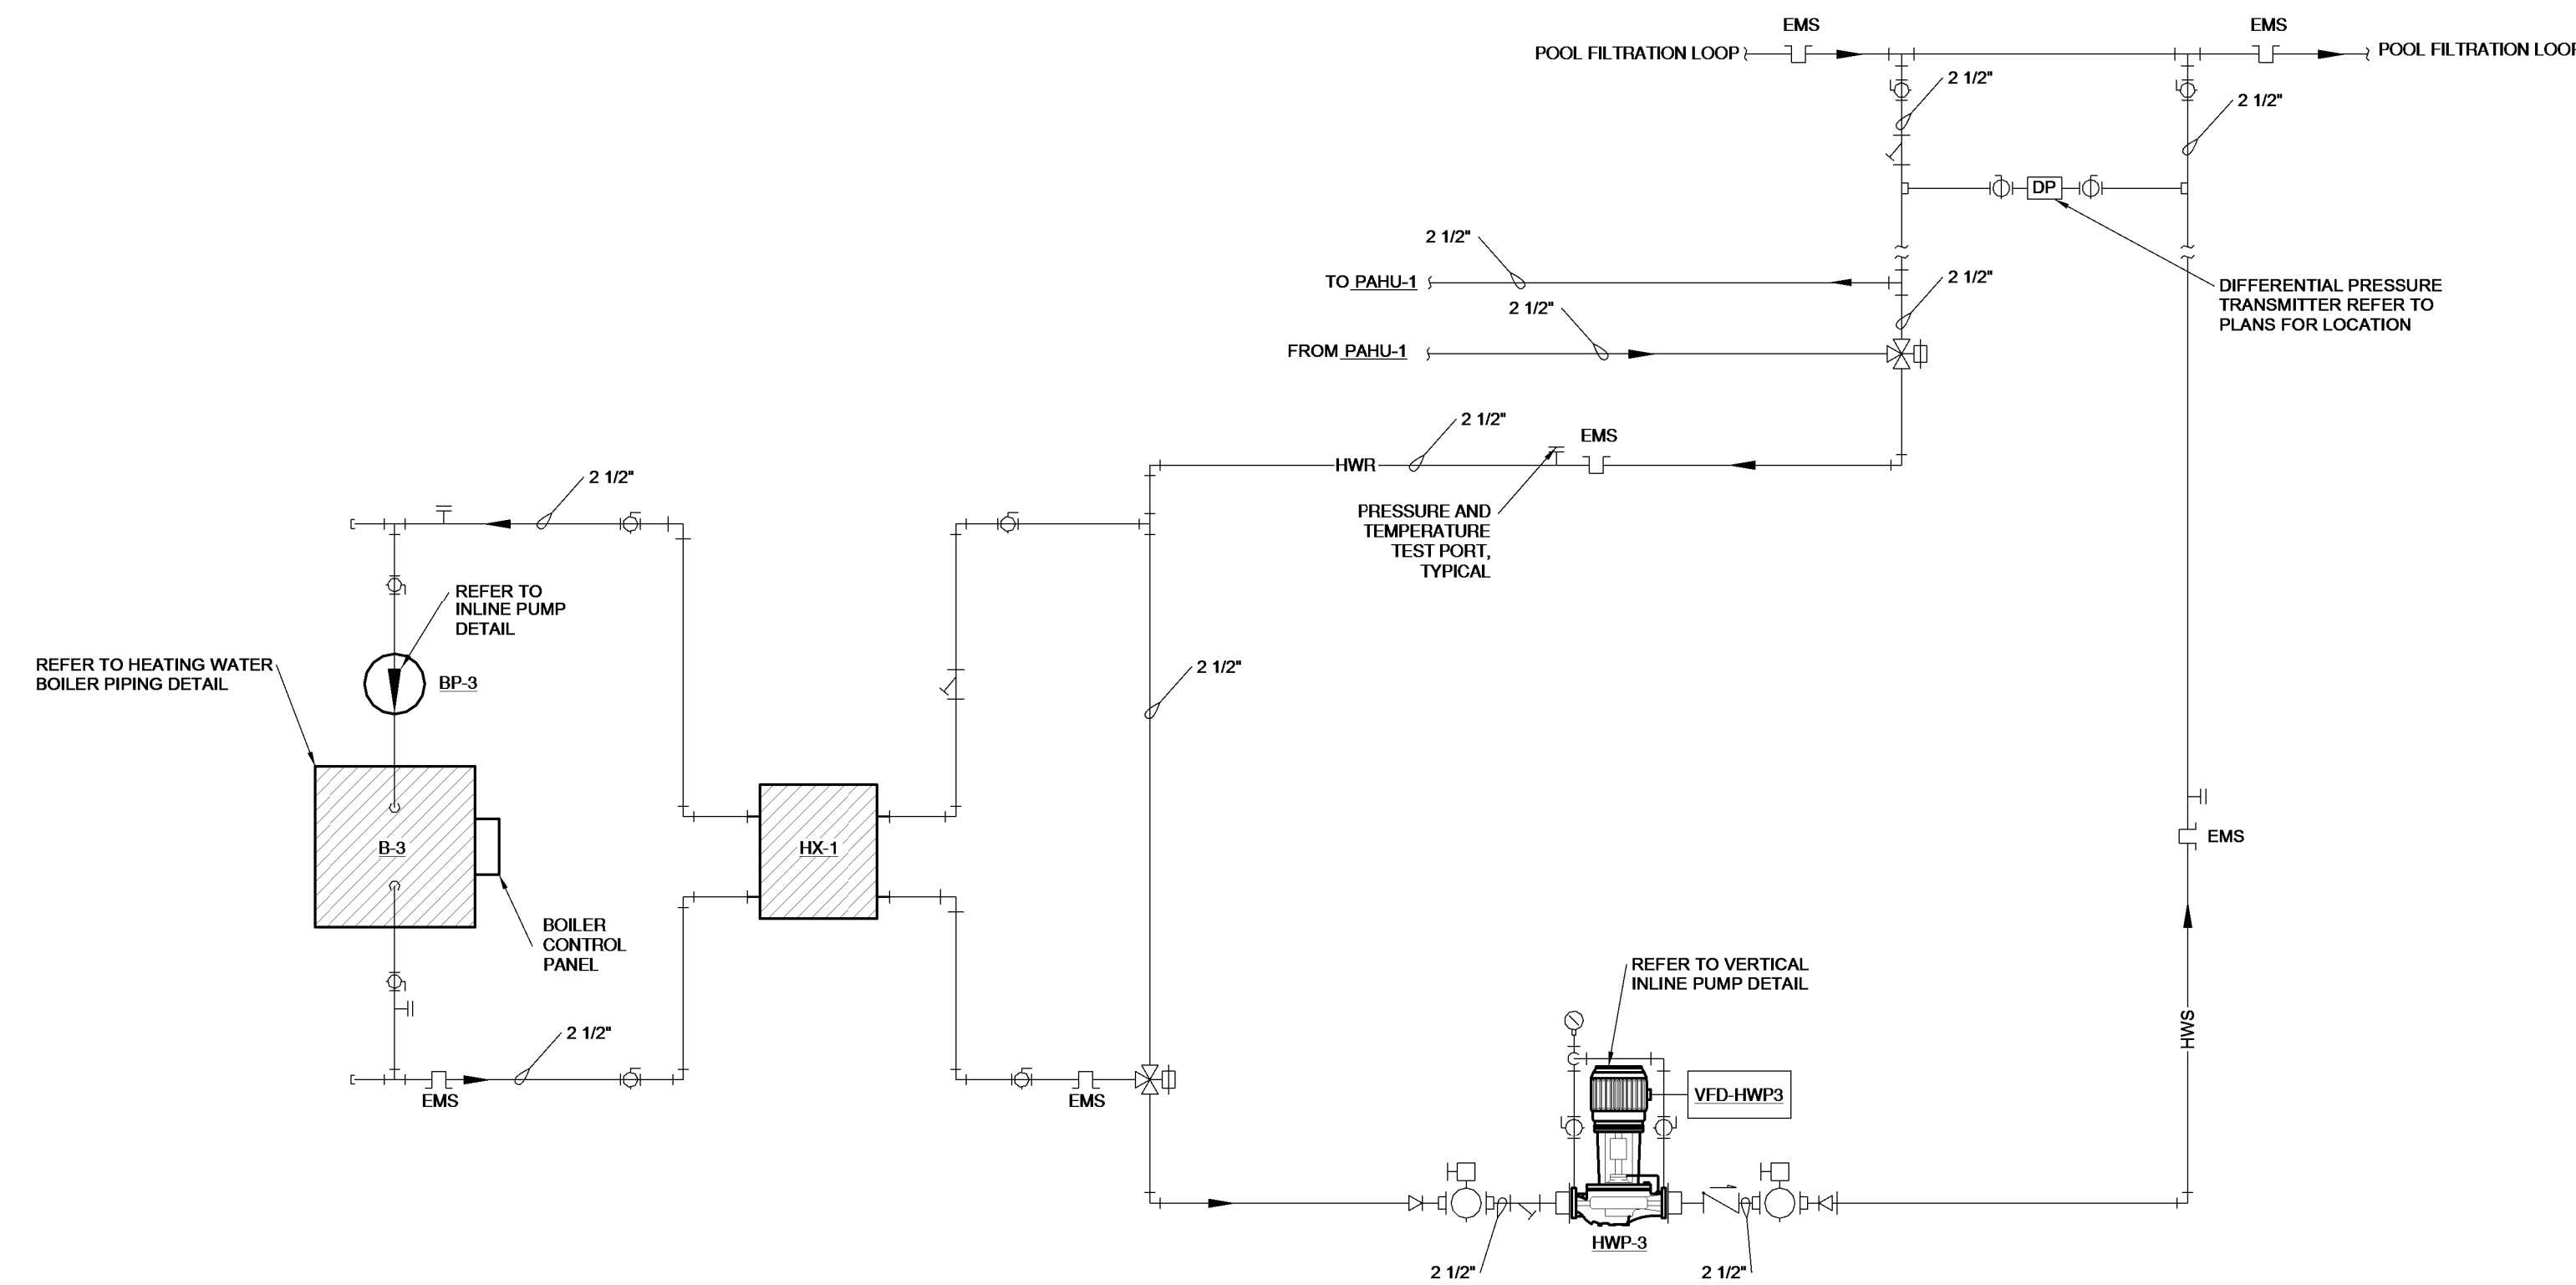 EMS
EMS
POOL FILTRATION LOOP
POOL FILTRATION LOOP
2 1/2"
2 1/2"
DP
2 1/2"
TO PAHU-1
2 1/2"
DIFFERENTIAL PRESSURE
TRANSMITTER REFER TO
PLANS FOR LOCATION
2 1/2"
FROM PAHU-1
2 1/2"
EMS
HWR
2 1/2"
PRESSURE AND
TEMPERATURE
TEST PORT,
TYPICAL
REFER TO
INLINE PUMP
DETAIL
REFER TO HEATING WATER
BOILER PIPING DETAIL
BP-3
2 1/2"
B-3
HX-1
EMS
BOILER
CONTROL
PANEL
REFER TO VERTICAL
INLINE PUMP DETAIL
2 1/2"
HWS
EMS
EMS
VFD-HWP3
HWP-3
2 1/2"
2 1/2"